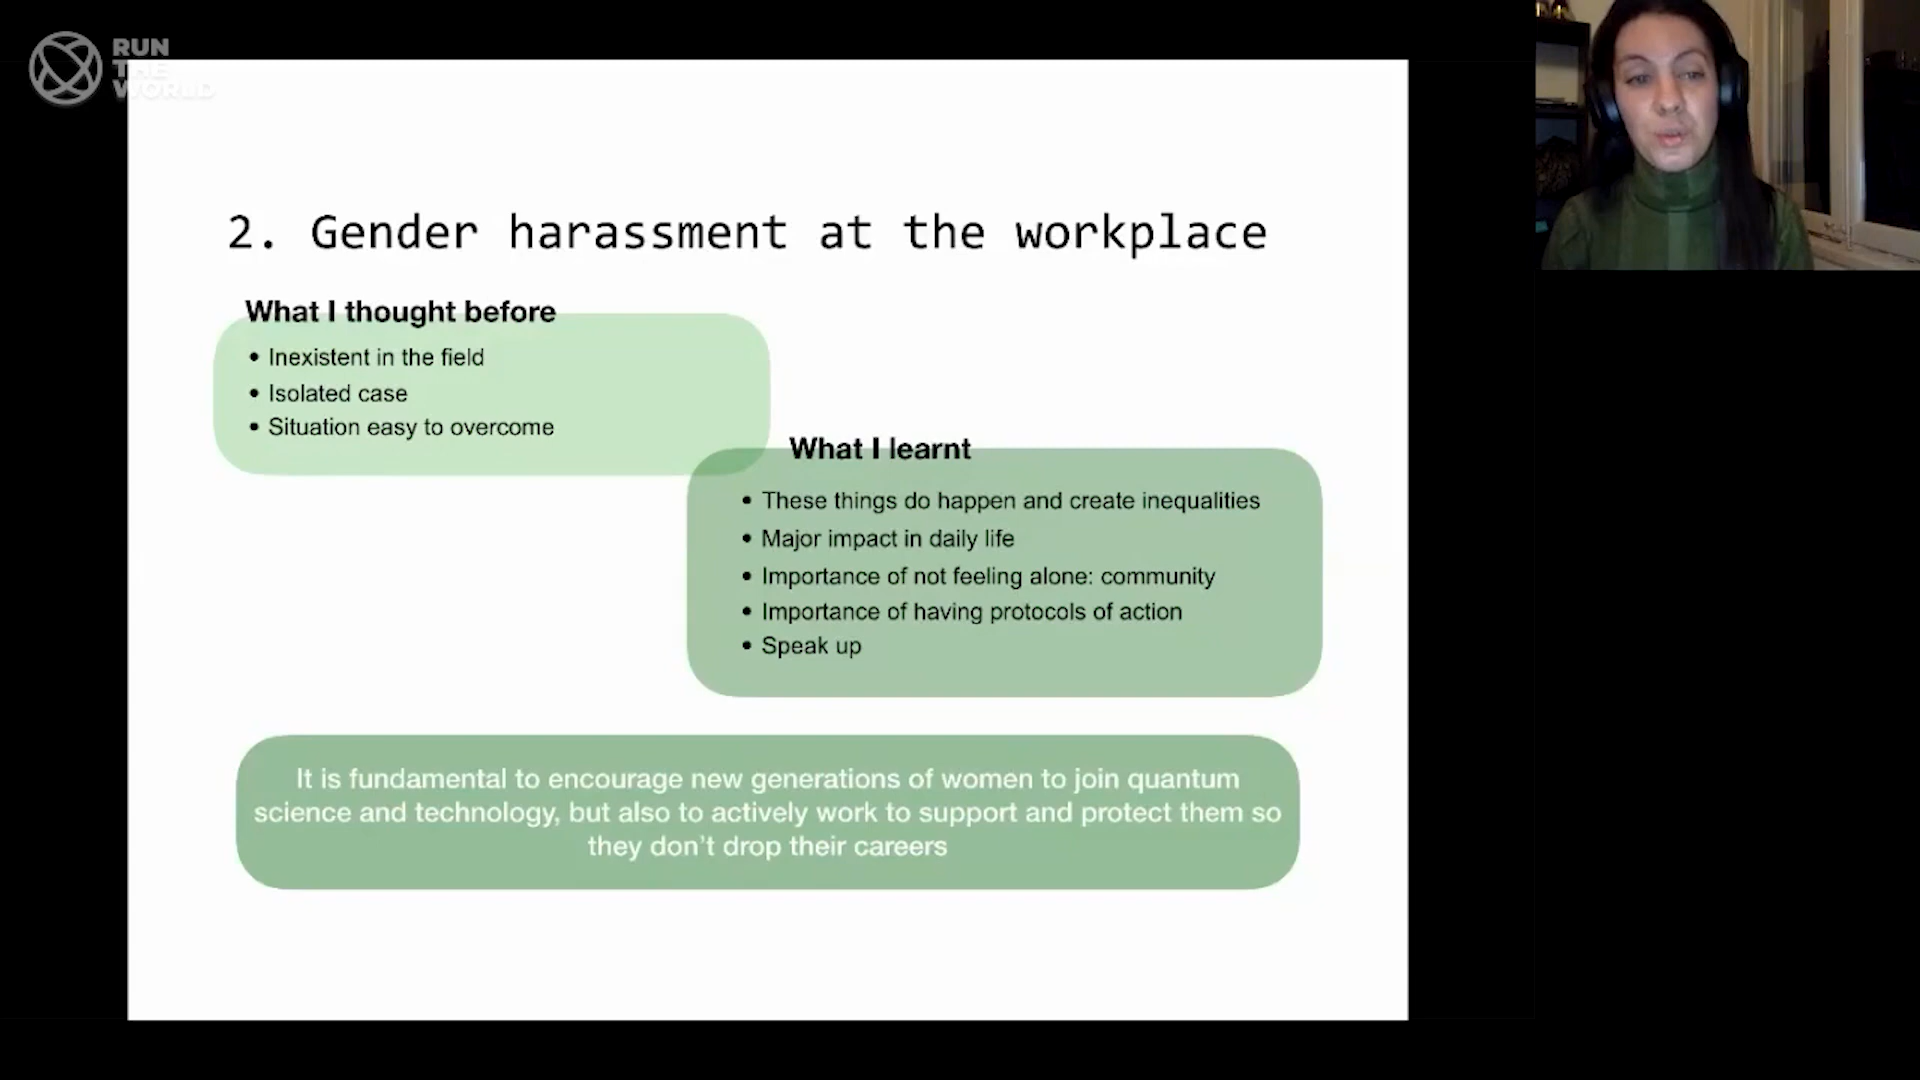 RUN
THE
WORLD
2. Gender harassment at the workplace
What I thought before
• Inexistent in the field
• Isolated case
• Situation easy to overcome
What I learnt
• These things do happen and create inequalities
• Major impact in daily life
• Importance of not feeling alone: community
• Importance of having protocols of action
• Speak up
It is fundamental to encourage new generations of women to join quantum
science and technology, but also to actively work to support and protect them so
they don't drop their careers